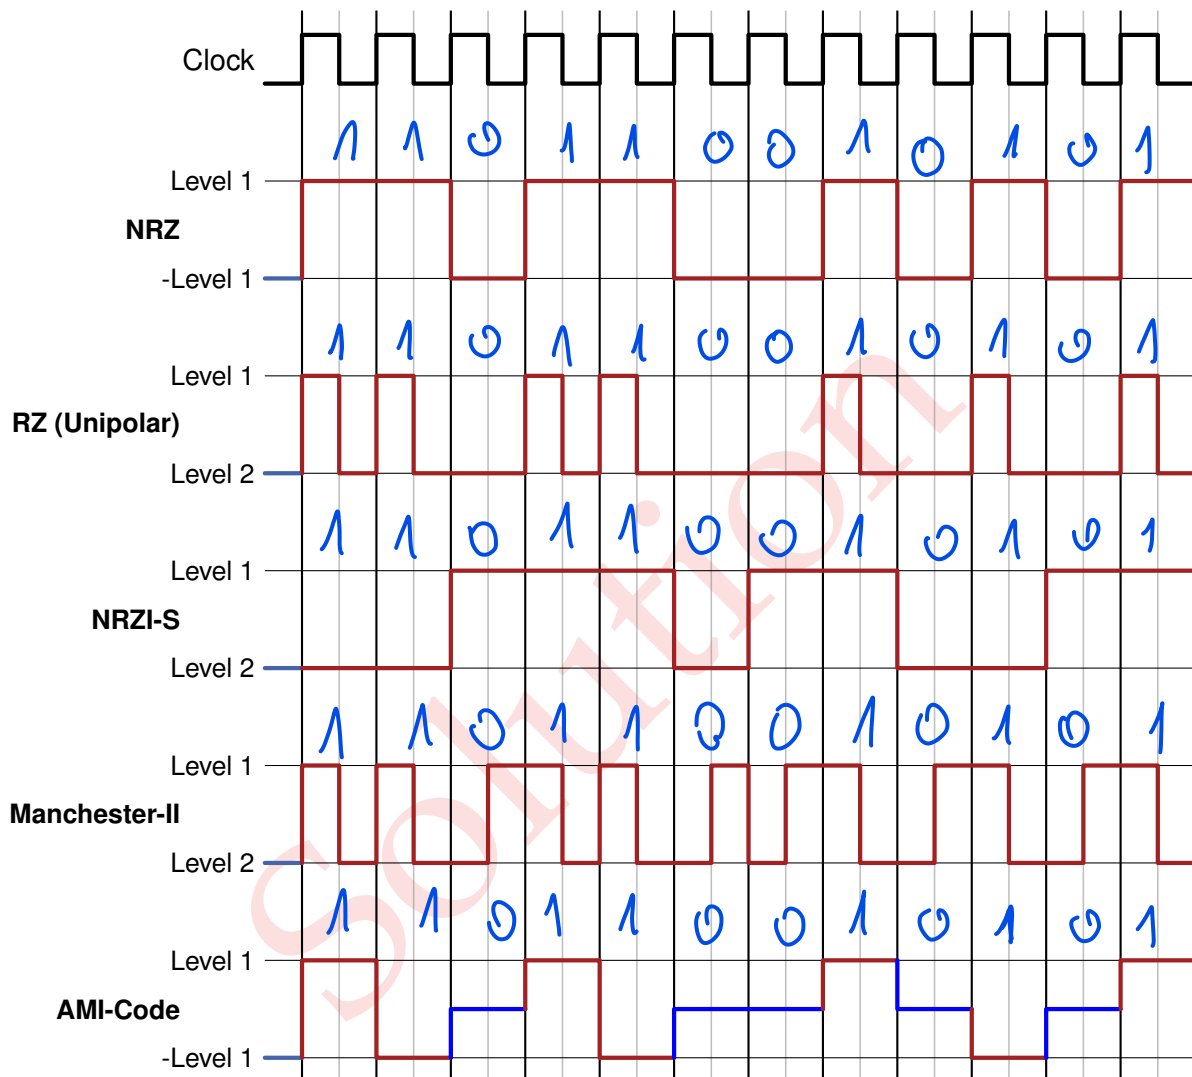 Clock
1 1 0 1 1 0 0 1 0 1 0 1
Level 1
NRZ
-Level 1
1 1 0 1 1 0 0 1 0 1 0 1
Level 1
RZ (Unipolar)
Level 2
1 1 0 1 1 0 0 1 0 1 0 1
Level 1
NRZI-S
Level 2
1 1 0 1 1 0 0 1 0 1 0 1
Level 1
Manchester-II
Level 2
1 1 0 1 1 0 0 1 0 1 0 1
Level 1
AMI-Code
-Level 1
Solution